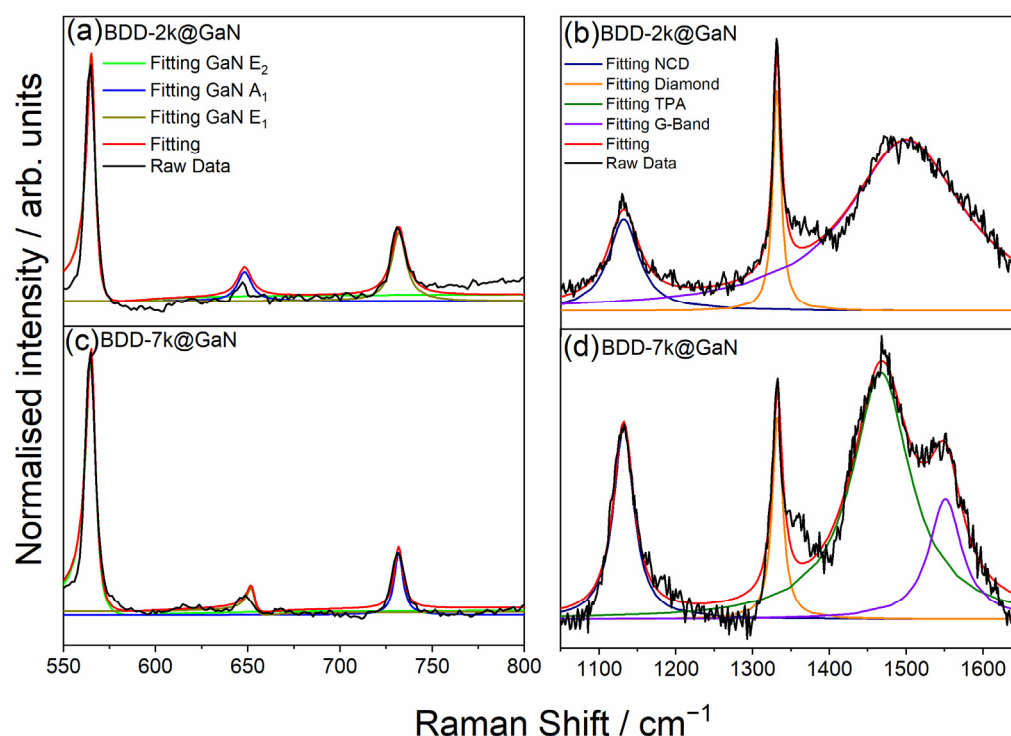 Normalised intensity / arb. units
(a) BDD-2k@GaN
Fitting GaN E₂
Fitting GaN A₁
Fitting GaN E₁
Fitting
Raw Data
(b) BDD-2k@GaN
Fitting NCD
Fitting Diamond
Fitting TPA
Fitting G-Band
Fitting
Raw Data
(c) BDD-7k@GaN
(d) BDD-7k@GaN
550 600 650 700 750 800
1100 1200 1300 1400 1500 1600
Raman Shift / cm⁻¹